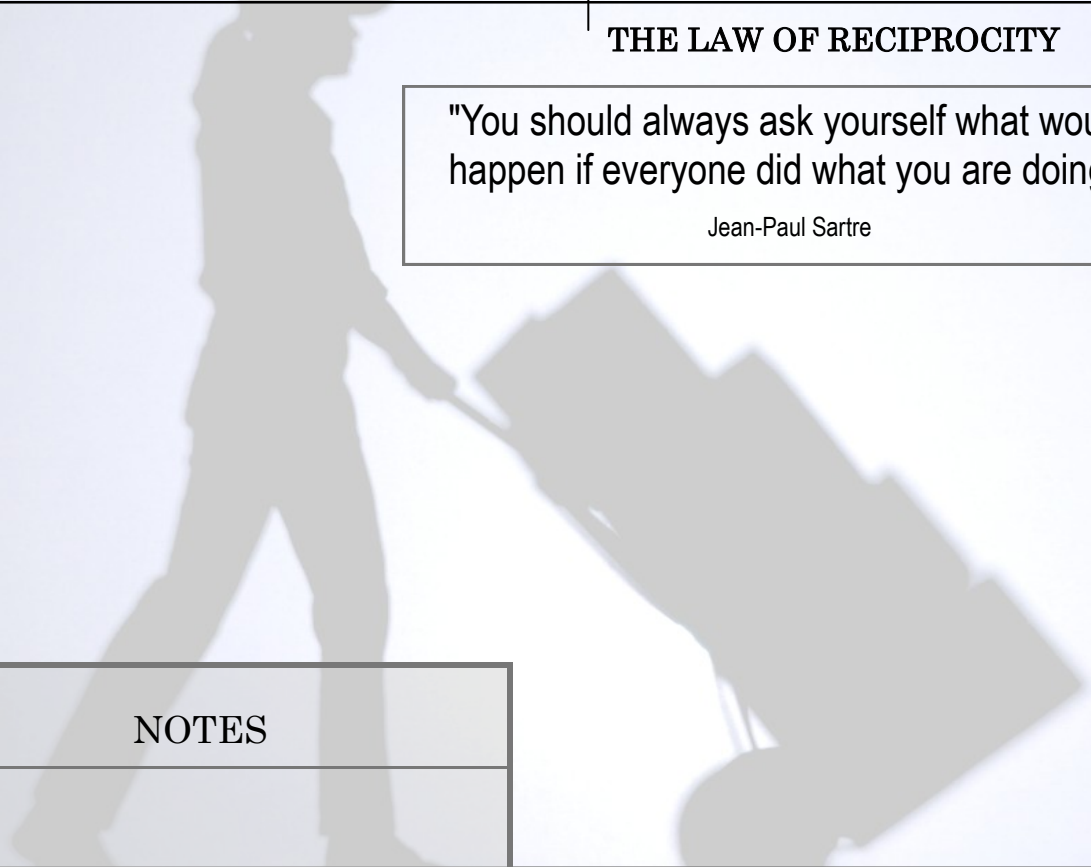 THE LAW OF RECIPROCITY
"You should always ask yourself what
happen if everyone did what you are
Jean-Paul Sartre
NOTES